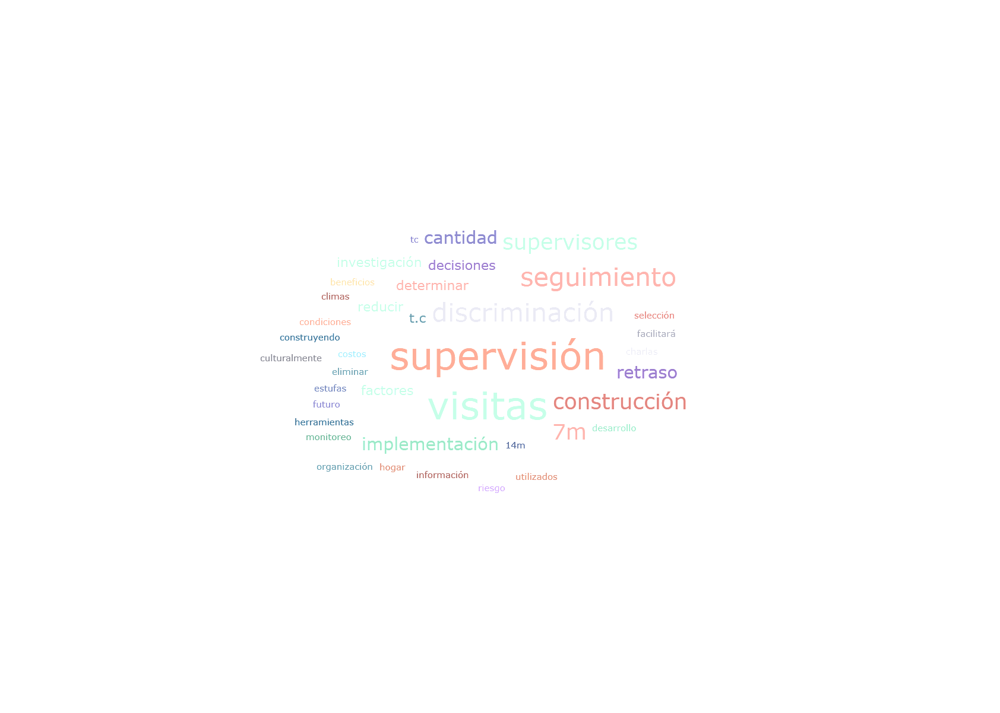 tc cantidad supervisores
investigación decisiones
seguimiento
beneficios determinar
climas
reducir discriminación
t.c selección
condiciones
facilitará
construyendo
costos supervisión charlas
culturalmente
eliminar retraso
estufas factores
futuro visitas construcción
herramientas
7m desarrollo
monitoreo
implementación 14m
organización hogar
información utilizados
riesgo